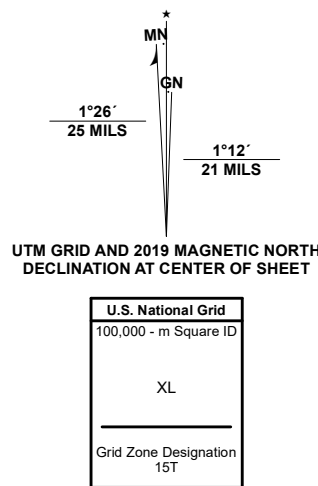 ★
MN
GN
1°26´
25 MILS
1°12´
21 MILS
UTM GRID AND 2019 MAGNETIC NORTH
DECLINATION AT CENTER OF SHEET
U.S. National Grid
100,000 - m Square ID
XL
Grid Zone Designation
15T